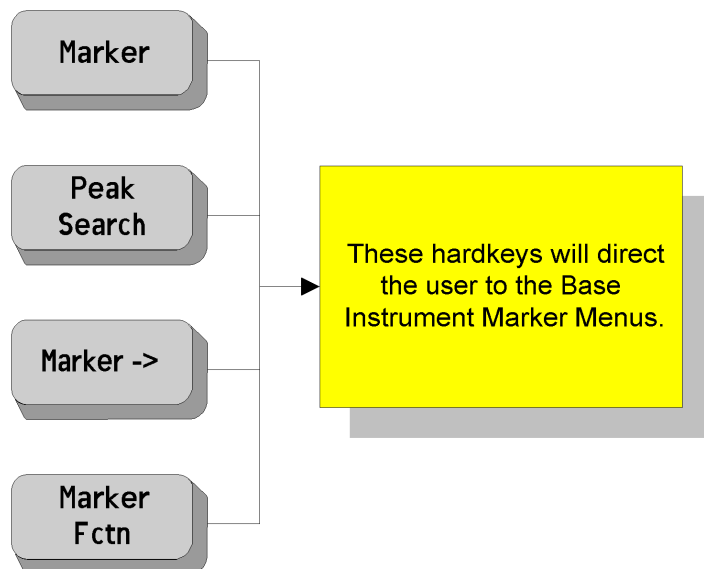 Marker
Peak
Search
Marker ->
Marker
Fctn
These hardkeys will direct
the user to the Base
Instrument Marker Menus.